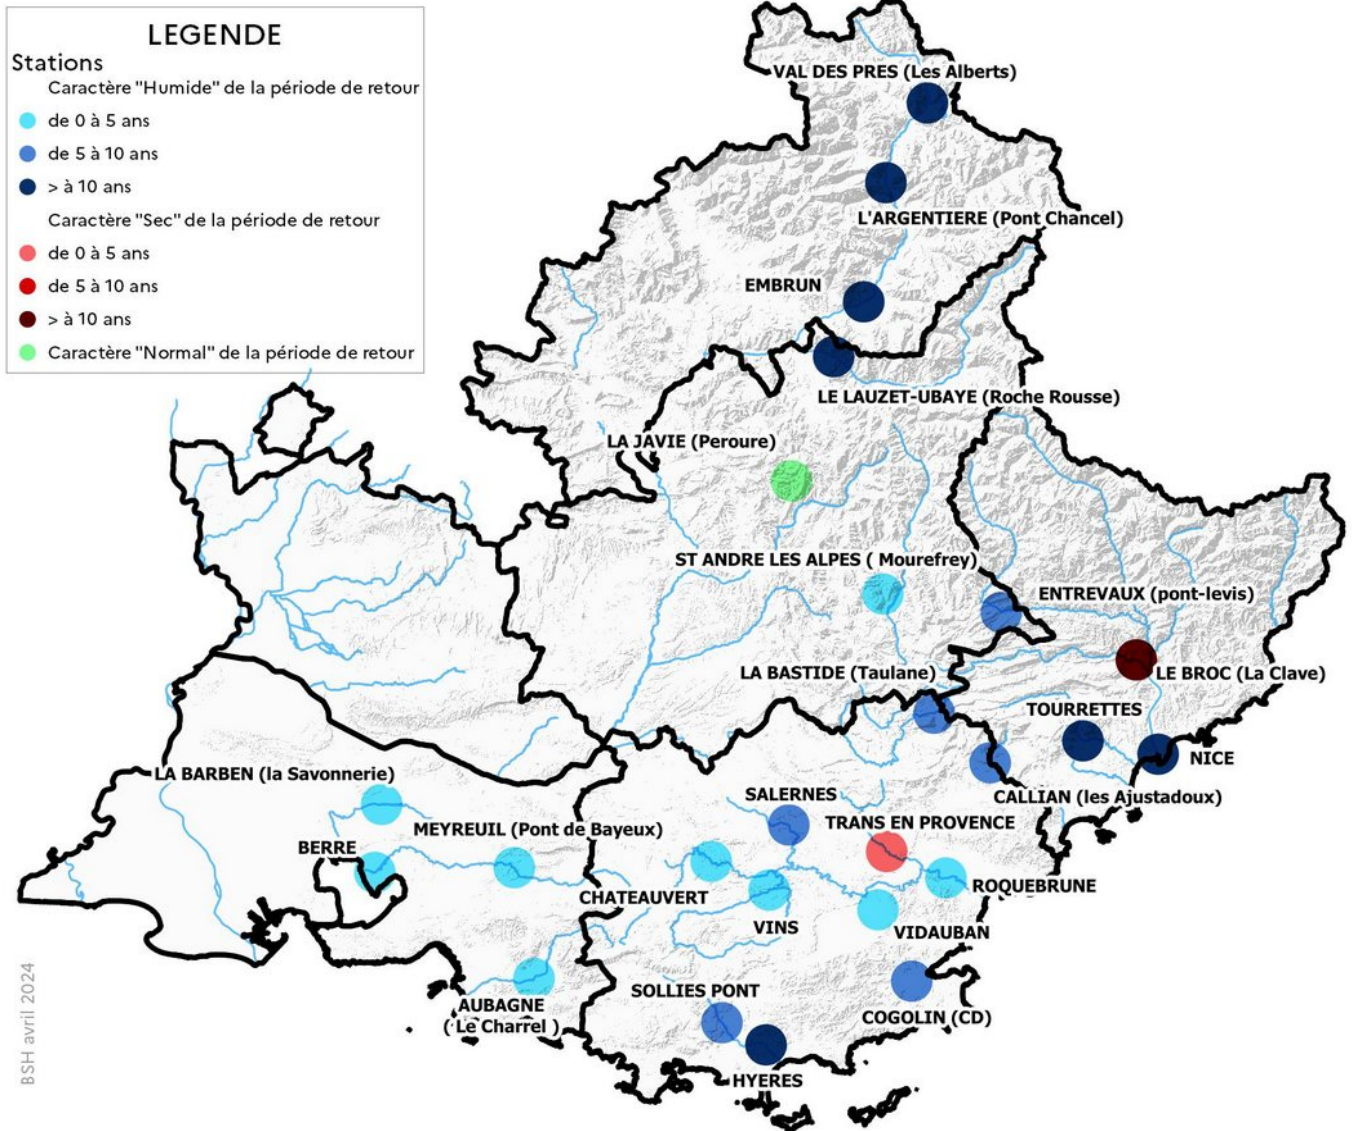 LEGENDE
Stations
Caractère "Humide" de la période de retour
de 0 à 5 ans
de 5 à 10 ans
> à 10 ans
Caractère "Sec" de la période de retour
de 0 à 5 ans
de 5 à 10 ans
> à 10 ans
Caractère "Normal" de la période de retour
VAL DES PRES (Les Alberts)
L'ARGENTIERE (Pont Chancel)
EMBRUN
LE LAUZET-UBAYE (Roche Rousse)
LA JAVIE (Peroure)
ST ANDRE LES ALPES ( Mourefrey)
ENTREVAUX (pont-levis)
LA BASTIDE (Taulane)
LE BROC (La Clave)
TOURRETTES
NICE
LA BARBEN (la Savonnerie)
CALLIAN (les Ajustadoux)
SALERNES
TRANS EN PROVENCE
MEYREUIL (Pont de Bayeux)
BERRE
ROQUEBRUNE
CHATEAUVERT
VINS
VIDAUBAN
SOLLIES PONT
AUBAGNE
( Le Charrel )
COGOLIN (CD)
HYERES
BSH avril 2024